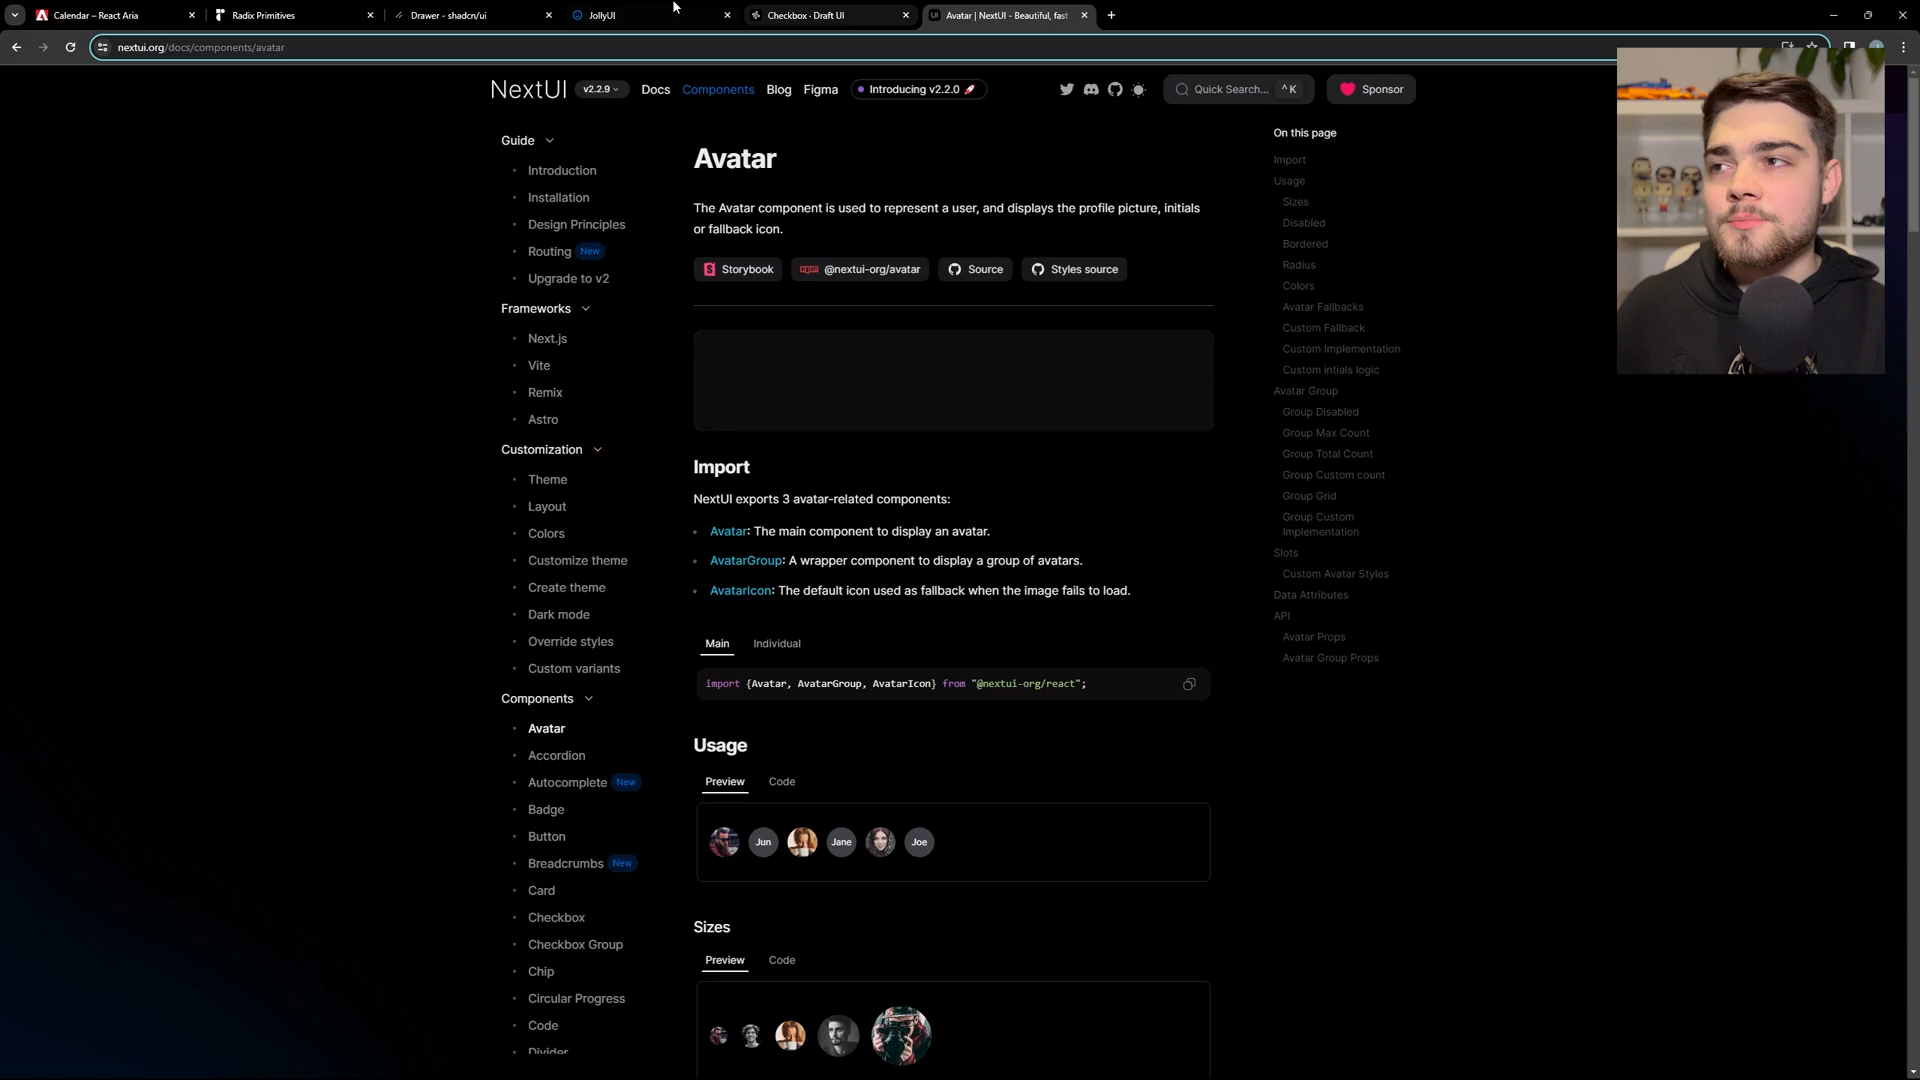 Calendar – React Aria
Radix Primitives
Drawer - shadcn/ui
JollyUI
Checkbox · Draft UI
Avatar | NextUI - Beautiful, fast
nextui.org/docs/components/avatar
NextUI
v2.2.9
Docs
Components
Blog
Figma
Introducing v2.2.0 🚀
Quick Search...
^ K
Sponsor
Guide
Introduction
Installation
Design Principles
Routing New
Upgrade to v2
Frameworks
Next.js
Vite
Remix
Astro
Customization
Theme
Layout
Colors
Customize theme
Create theme
Dark mode
Override styles
Custom variants
Components
Avatar
Accordion
Autocomplete New
Badge
Button
Breadcrumbs New
Card
Checkbox
Checkbox Group
Chip
Circular Progress
Code
Divider
Avatar
The Avatar component is used to represent a user, and displays the profile picture, initials
or fallback icon.
Storybook
npm @nextui-org/avatar
Source
Styles source
Import
NextUI exports 3 avatar-related components:
Avatar: The main component to display an avatar.
AvatarGroup: A wrapper component to display a group of avatars.
AvatarIcon: The default icon used as fallback when the image fails to load.
Main
Individual
import {Avatar, AvatarGroup, AvatarIcon} from "@nextui-org/react";
Usage
Preview
Code
Jun
Jane
Joe
Sizes
Preview
Code
On this page
Import
Usage
Sizes
Disabled
Bordered
Radius
Colors
Avatar Fallbacks
Custom Fallback
Custom Implementation
Custom intials logic
Avatar Group
Group Disabled
Group Max Count
Group Total Count
Group Custom count
Group Grid
Group Custom
Implementation
Slots
Custom Avatar Styles
Data Attributes
API
Avatar Props
Avatar Group Props